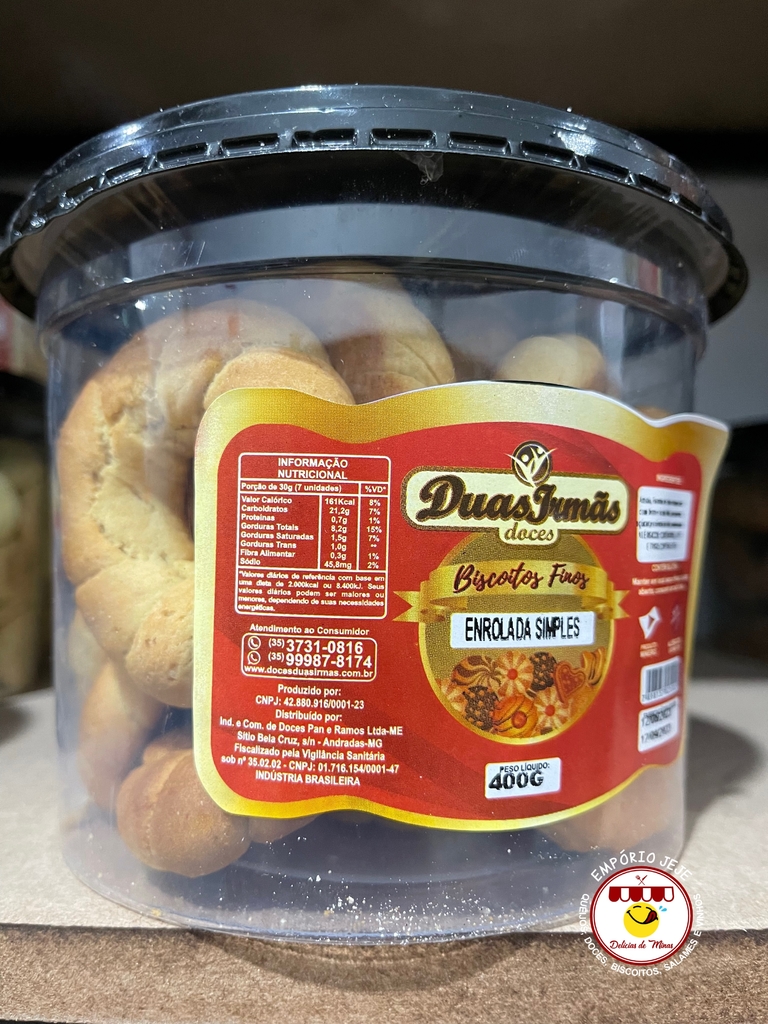 INFORMAÇÃO
NUTRICIONAL
Porção de 30g (7 unidades) %VD*
Valor Calórico 161Kcal 8%
Carboidratos 21,2g 7%
Proteínas 0,7g 1%
Gorduras Totais 8,2g 15%
Gorduras Saturadas 1,5g 7%
Gorduras Trans 1,0g **
Fibra Alimentar 0,3g 1%
Sódio 45,8mg 2%
*Valores diários de referência com base em
uma dieta de 2.000kcal ou 8.400kJ. Seus
valores diários podem ser maiores ou
menores, dependendo de suas necessidades
energéticas.
Atendimento ao Consumidor
(35) 3731-0816
(35) 99987-8174
www.docesduasirmas.com.br
Produzido por:
CNPJ: 42.880.916/0001-23
Distribuído por:
Ind. e Com. de Doces Pan e Ramos Ltda-ME
Sítio Bela Cruz, s/n - Andradas-MG
Fiscalizado pela Vigilância Sanitária
sob nº 35.02.02 - CNPJ: 01.716.154/0001-47
INDÚSTRIA BRASILEIRA
Duas Irmãs
doces
Biscoitos Finos
ENROLADA SIMPLES
PESO LÍQUIDO:
400G
EMPÓRIO JEJE
Delícias de Minas
QUEIJOS, DOCES, BISCOITOS, SALAMES E VINHOS